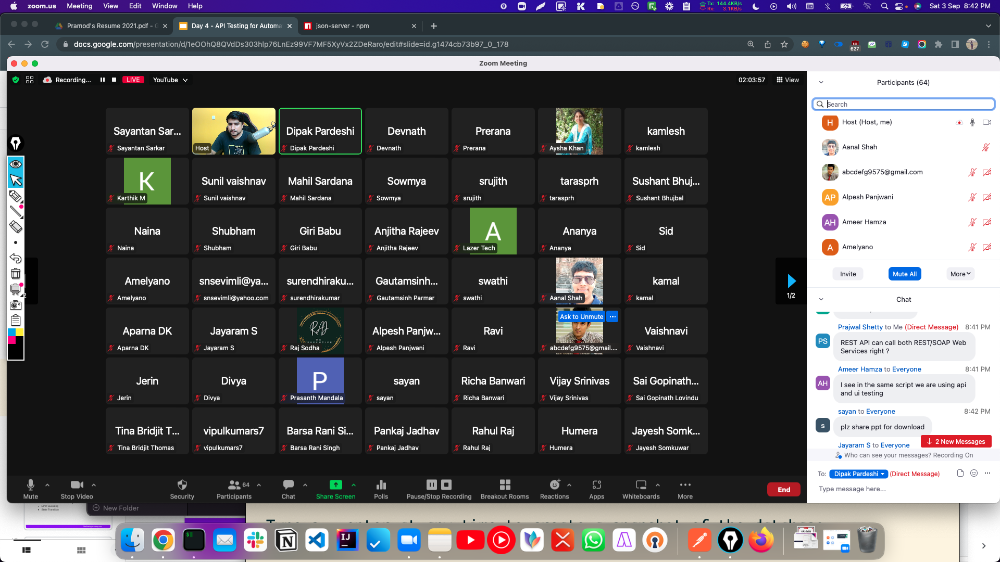 zoom.us Meeting View Edit Window Help
Tx: 144.4KB/s
Rx: 3.1KB/s
Sat 3 Sep 8:42 PM
Pramod's Resume 2021.pdf - G
Day 4 - API Testing for Automa
json-server - npm
docs.google.com/presentation/d/1eOOhQ8QVdDs303hlp76LnEz99VF7MF5XyVx2ZDeRaro/edit#slide=id.g1474cb73b97_0_178
627
Zoom Meeting
Recording...
LIVE
YouTube
02:03:57
View
Sayantan Sar...
Sayantan Sarkar
Host
Dipak Pardeshi
Dipak Pardeshi
Devnath
Devnath
Prerana
Prerana
Aysha Khan
kamlesh
kamlesh
K
Karthik M
Sunil vaishnav
Sunil vaishnav
Mahil Sardana
Mahil Sardana
Sowmya
Sowmya
srujith
srujith
tarasprh
tarasprh
Sushant Bhuj...
Sushant Bhujbal
Naina
Naina
Shubham
Shubham
Giri Babu
Giri Babu
Anjitha Rajeev
Anjitha Rajeev
A
Lazer Tech
Ananya
Ananya
Sid
Sid
Amelyano
Amelyano
snsevimli@ya...
snsevimli@yahoo.com
surendhiraku...
surendhirakumar
Gautamsinh...
Gautamsinh Parmar
swathi
swathi
Aanal Shah
kamal
kamal
1/2
Aparna DK
Aparna DK
Jayaram S
Jayaram S
Raj Sodha
Alpesh Panjw...
Alpesh Panjwani
Ravi
Ravi
Ask to Unmute
abcdefg9575@gmail....
Vaishnavi
Vaishnavi
Jerin
Jerin
Divya
Divya
P
Prasanth Mandala
sayan
sayan
Richa Banwari
Richa Banwari
Vijay Srinivas
Vijay Srinivas
Sai Gopinath...
Sai Gopinath Lovindu
Tina Bridjit T...
Tina Bridjit Thomas
vipulkumars7
vipulkumars7
Barsa Rani Si...
Barsa Rani Singh
Pankaj Jadhav
Pankaj Jadhav
Rahul Raj
Rahul Raj
Humera
Humera
Jayesh Somk...
Jayesh Somkuwar
Mute
Stop Video
Security
64
Participants
Chat
Share Screen
Polls
Pause/Stop Recording
Breakout Rooms
Reactions
Apps
Whiteboards
More
End
Participants (64)
Search
H
Host (Host, me)
Aanal Shah
abcdefg9575@gmail.com
AP
Alpesh Panjwani
AH
Ameer Hamza
A
Amelyano
Invite
Mute All
More
Chat
Prajwal Shetty to Me (Direct Message) 8:41 PM
PS
REST API can call both REST/SOAP Web
Services right ?
Ameer Hamza to Everyone 8:41 PM
AH
I see in the same script we are using api
and ui testing
sayan to Everyone 8:42 PM
s
plz share ppt for download
2 New Messages
Jayaram S to Everyone
Who can see your messages? Recording On
To: Dipak Pardeshi (Direct Message)
Type message here...
New Folder